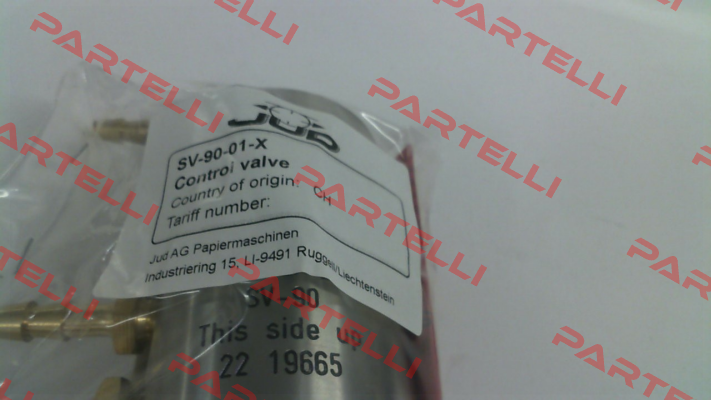 JUD
SV-90-01-X
Control valve
Country of origin: CH
Tariff number:
Jud AG Papiermaschinen
Industriering 15, LI-9491 Ruggell/Liechtenstein
SV 90
This side up
22 19665
PARTELLI
PARTELLI
PARTELLI
PARTELLI
PARTELLI
PARTELLI
PARTELLI
PARTELLI
PARTELLI
PARTELLI